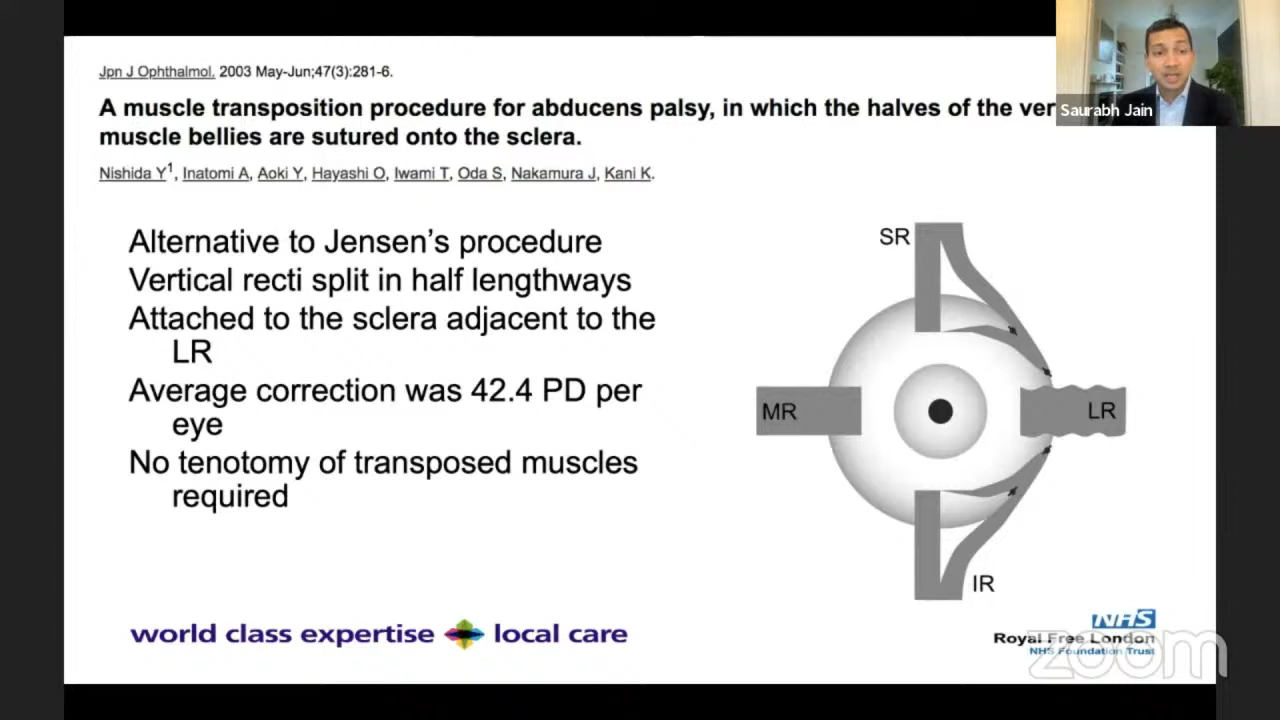 Jpn J Ophthalmol. 2003 May-Jun;47(3):281-6.
A muscle transposition procedure for abducens palsy, in which the halves of the
muscle bellies are sutured onto the sclera.
Nishida Y1, Inatomi A, Aoki Y, Hayashi O, Iwami T, Oda S, Nakamura J, Kani K.
Saurabh Jain
Alternative to Jensen's procedure
Vertical recti split in half lengthways
Attached to the sclera adjacent to the
LR
Average correction was 42.4 PD per
eye
No tenotomy of transposed muscles
required
SR
MR
LR
IR
world class expertise local care
NHS
Royal Free London
NHS Foundation Trust
zoom